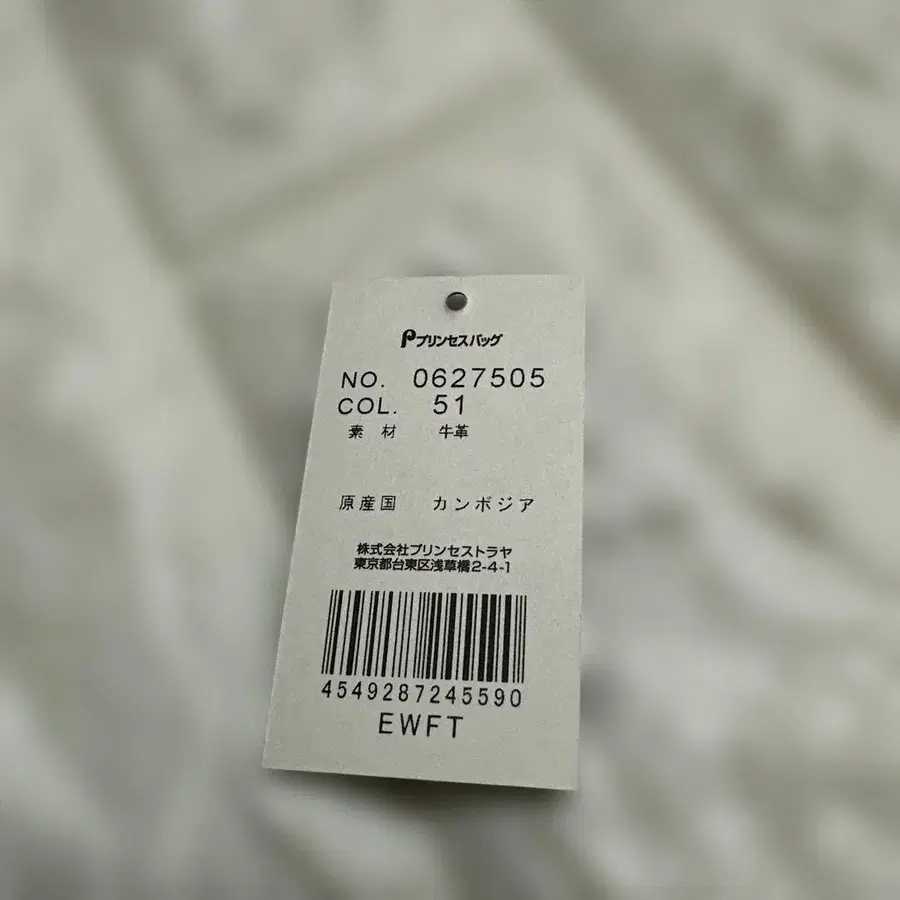 プリンセスバッグ
NO. 0627505
COL. 51
素材 牛革
原産国 カンボジア
株式会社プリンセストラヤ
東京都台東区浅草橋2-4-1
4549287245590
EWFT